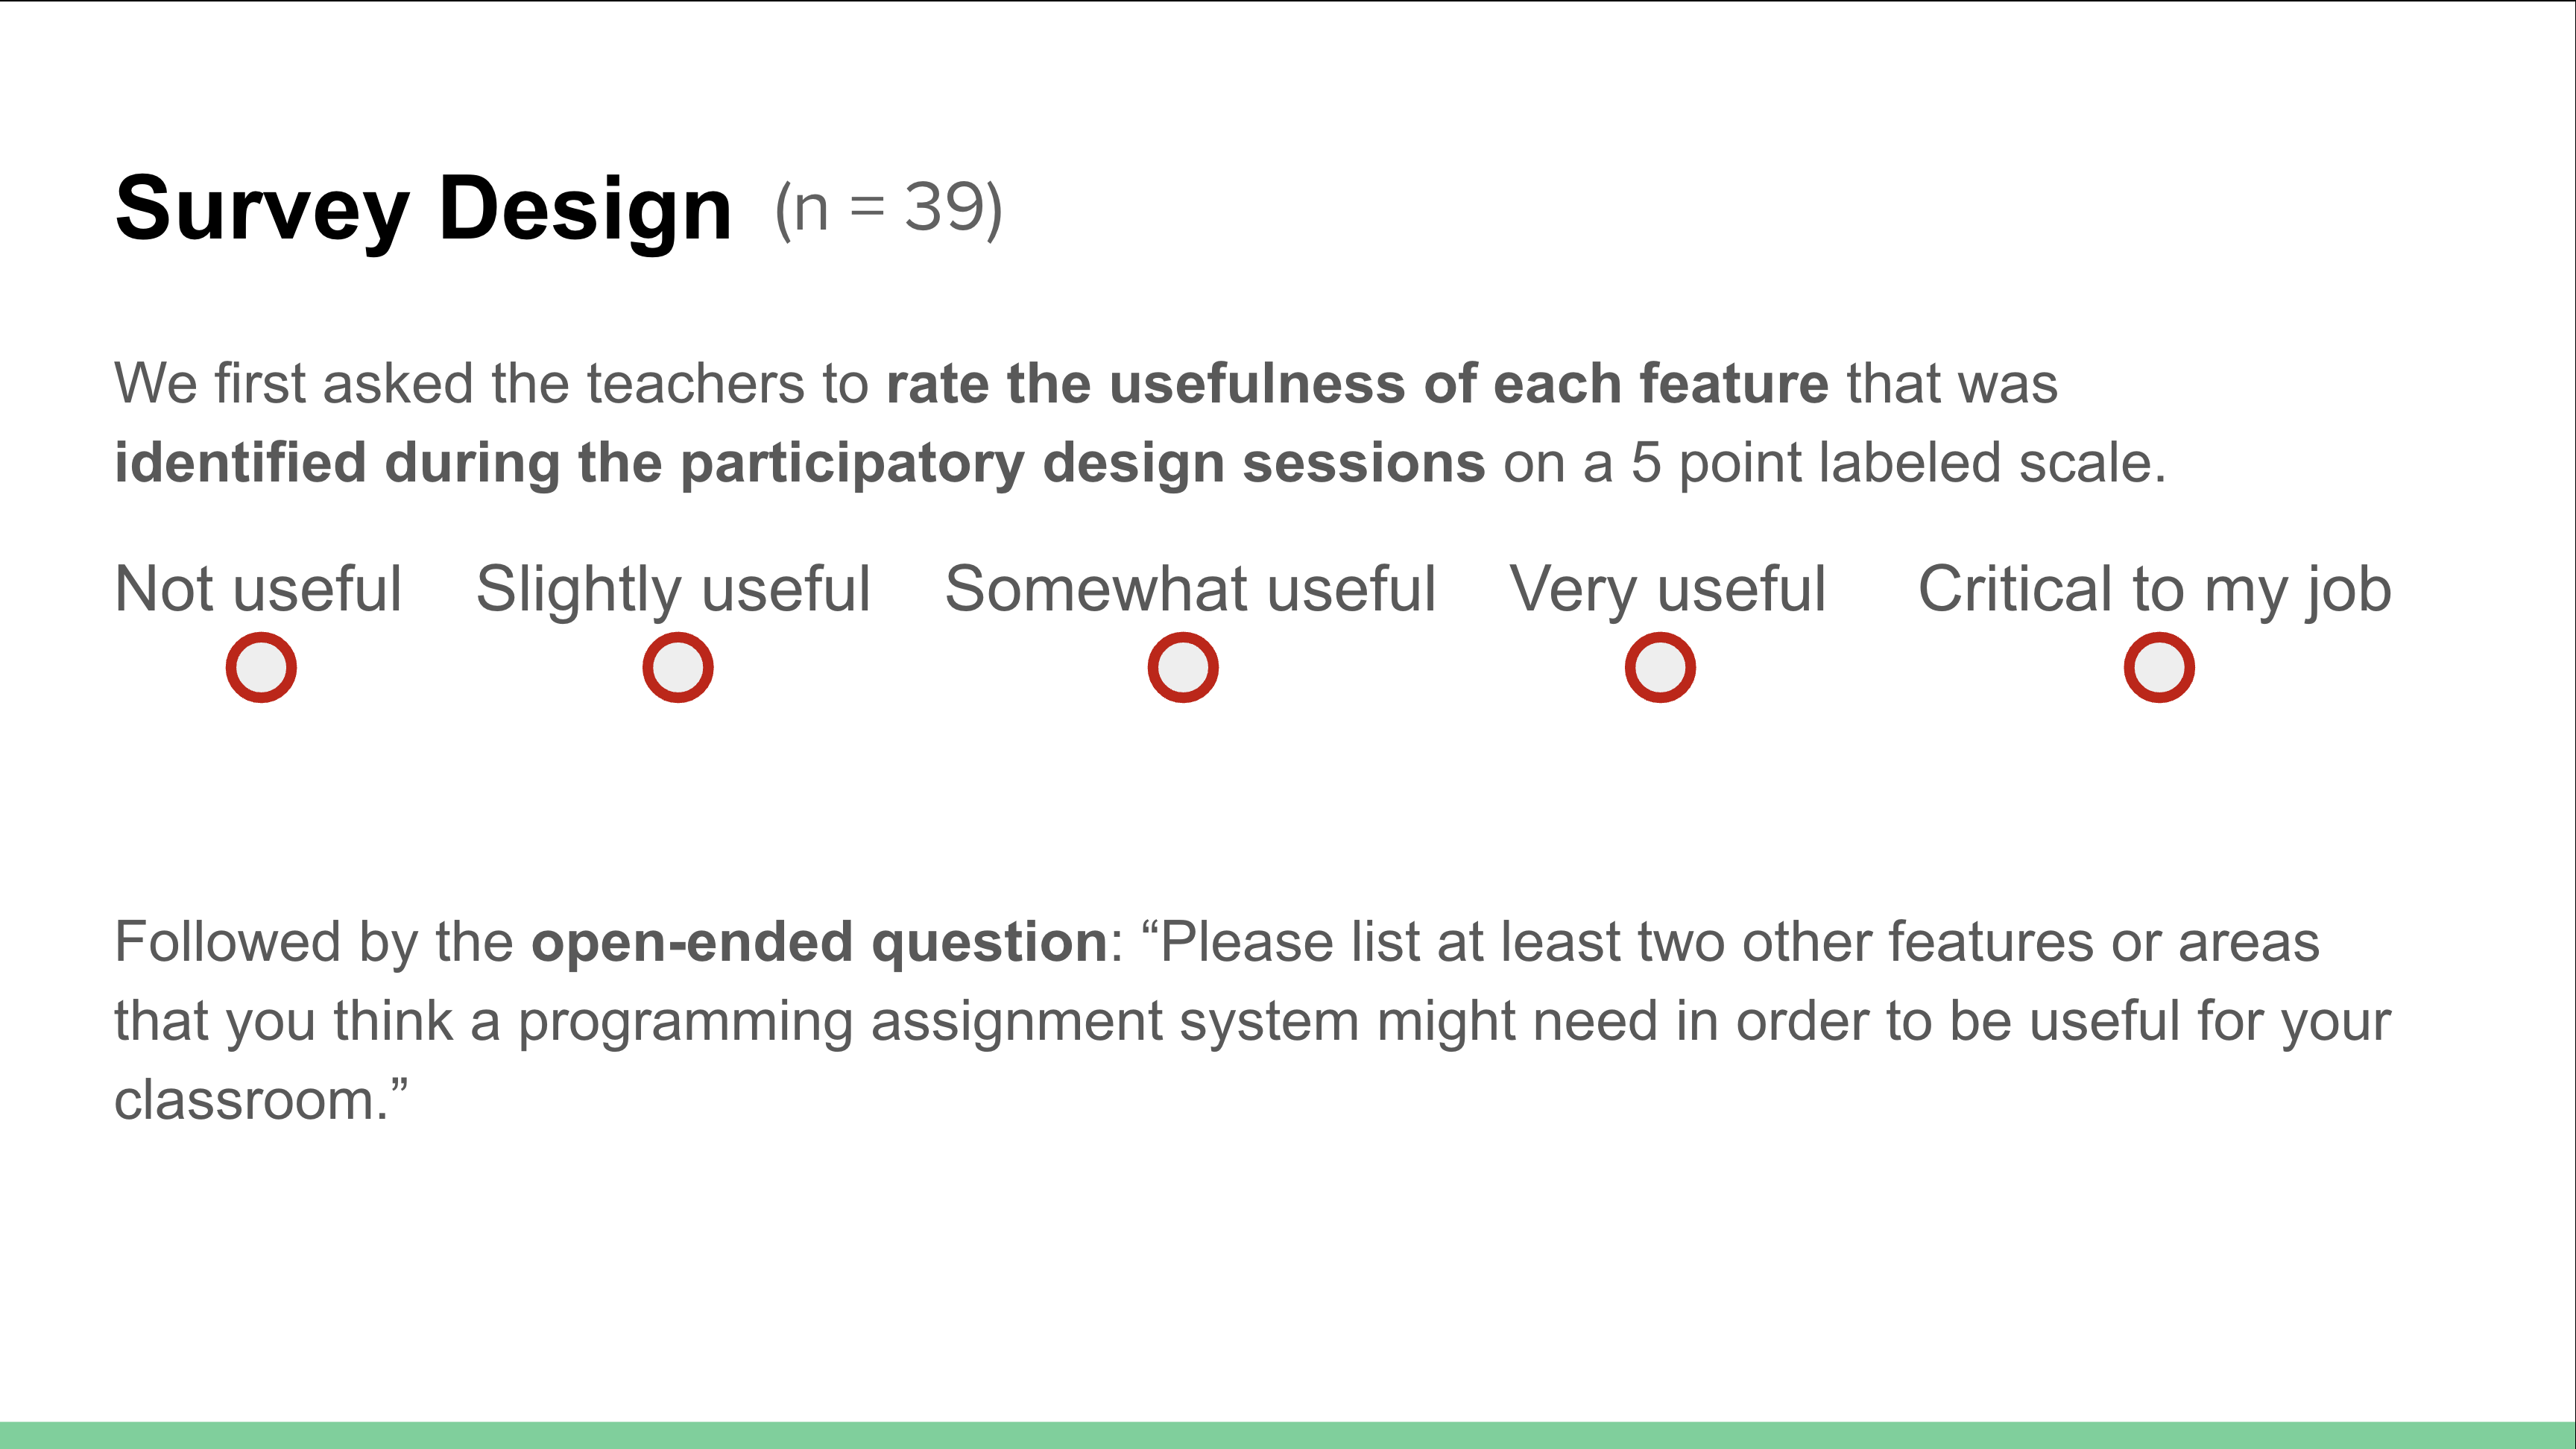 Survey Design (n = 39)
We first asked the teachers to rate the usefulness of each feature that was
identified during the participatory design sessions on a 5 point labeled scale.
Not useful Slightly useful Somewhat useful Very useful Critical to my job
Followed by the open-ended question: “Please list at least two other features or areas
that you think a programming assignment system might need in order to be useful for your
classroom.”